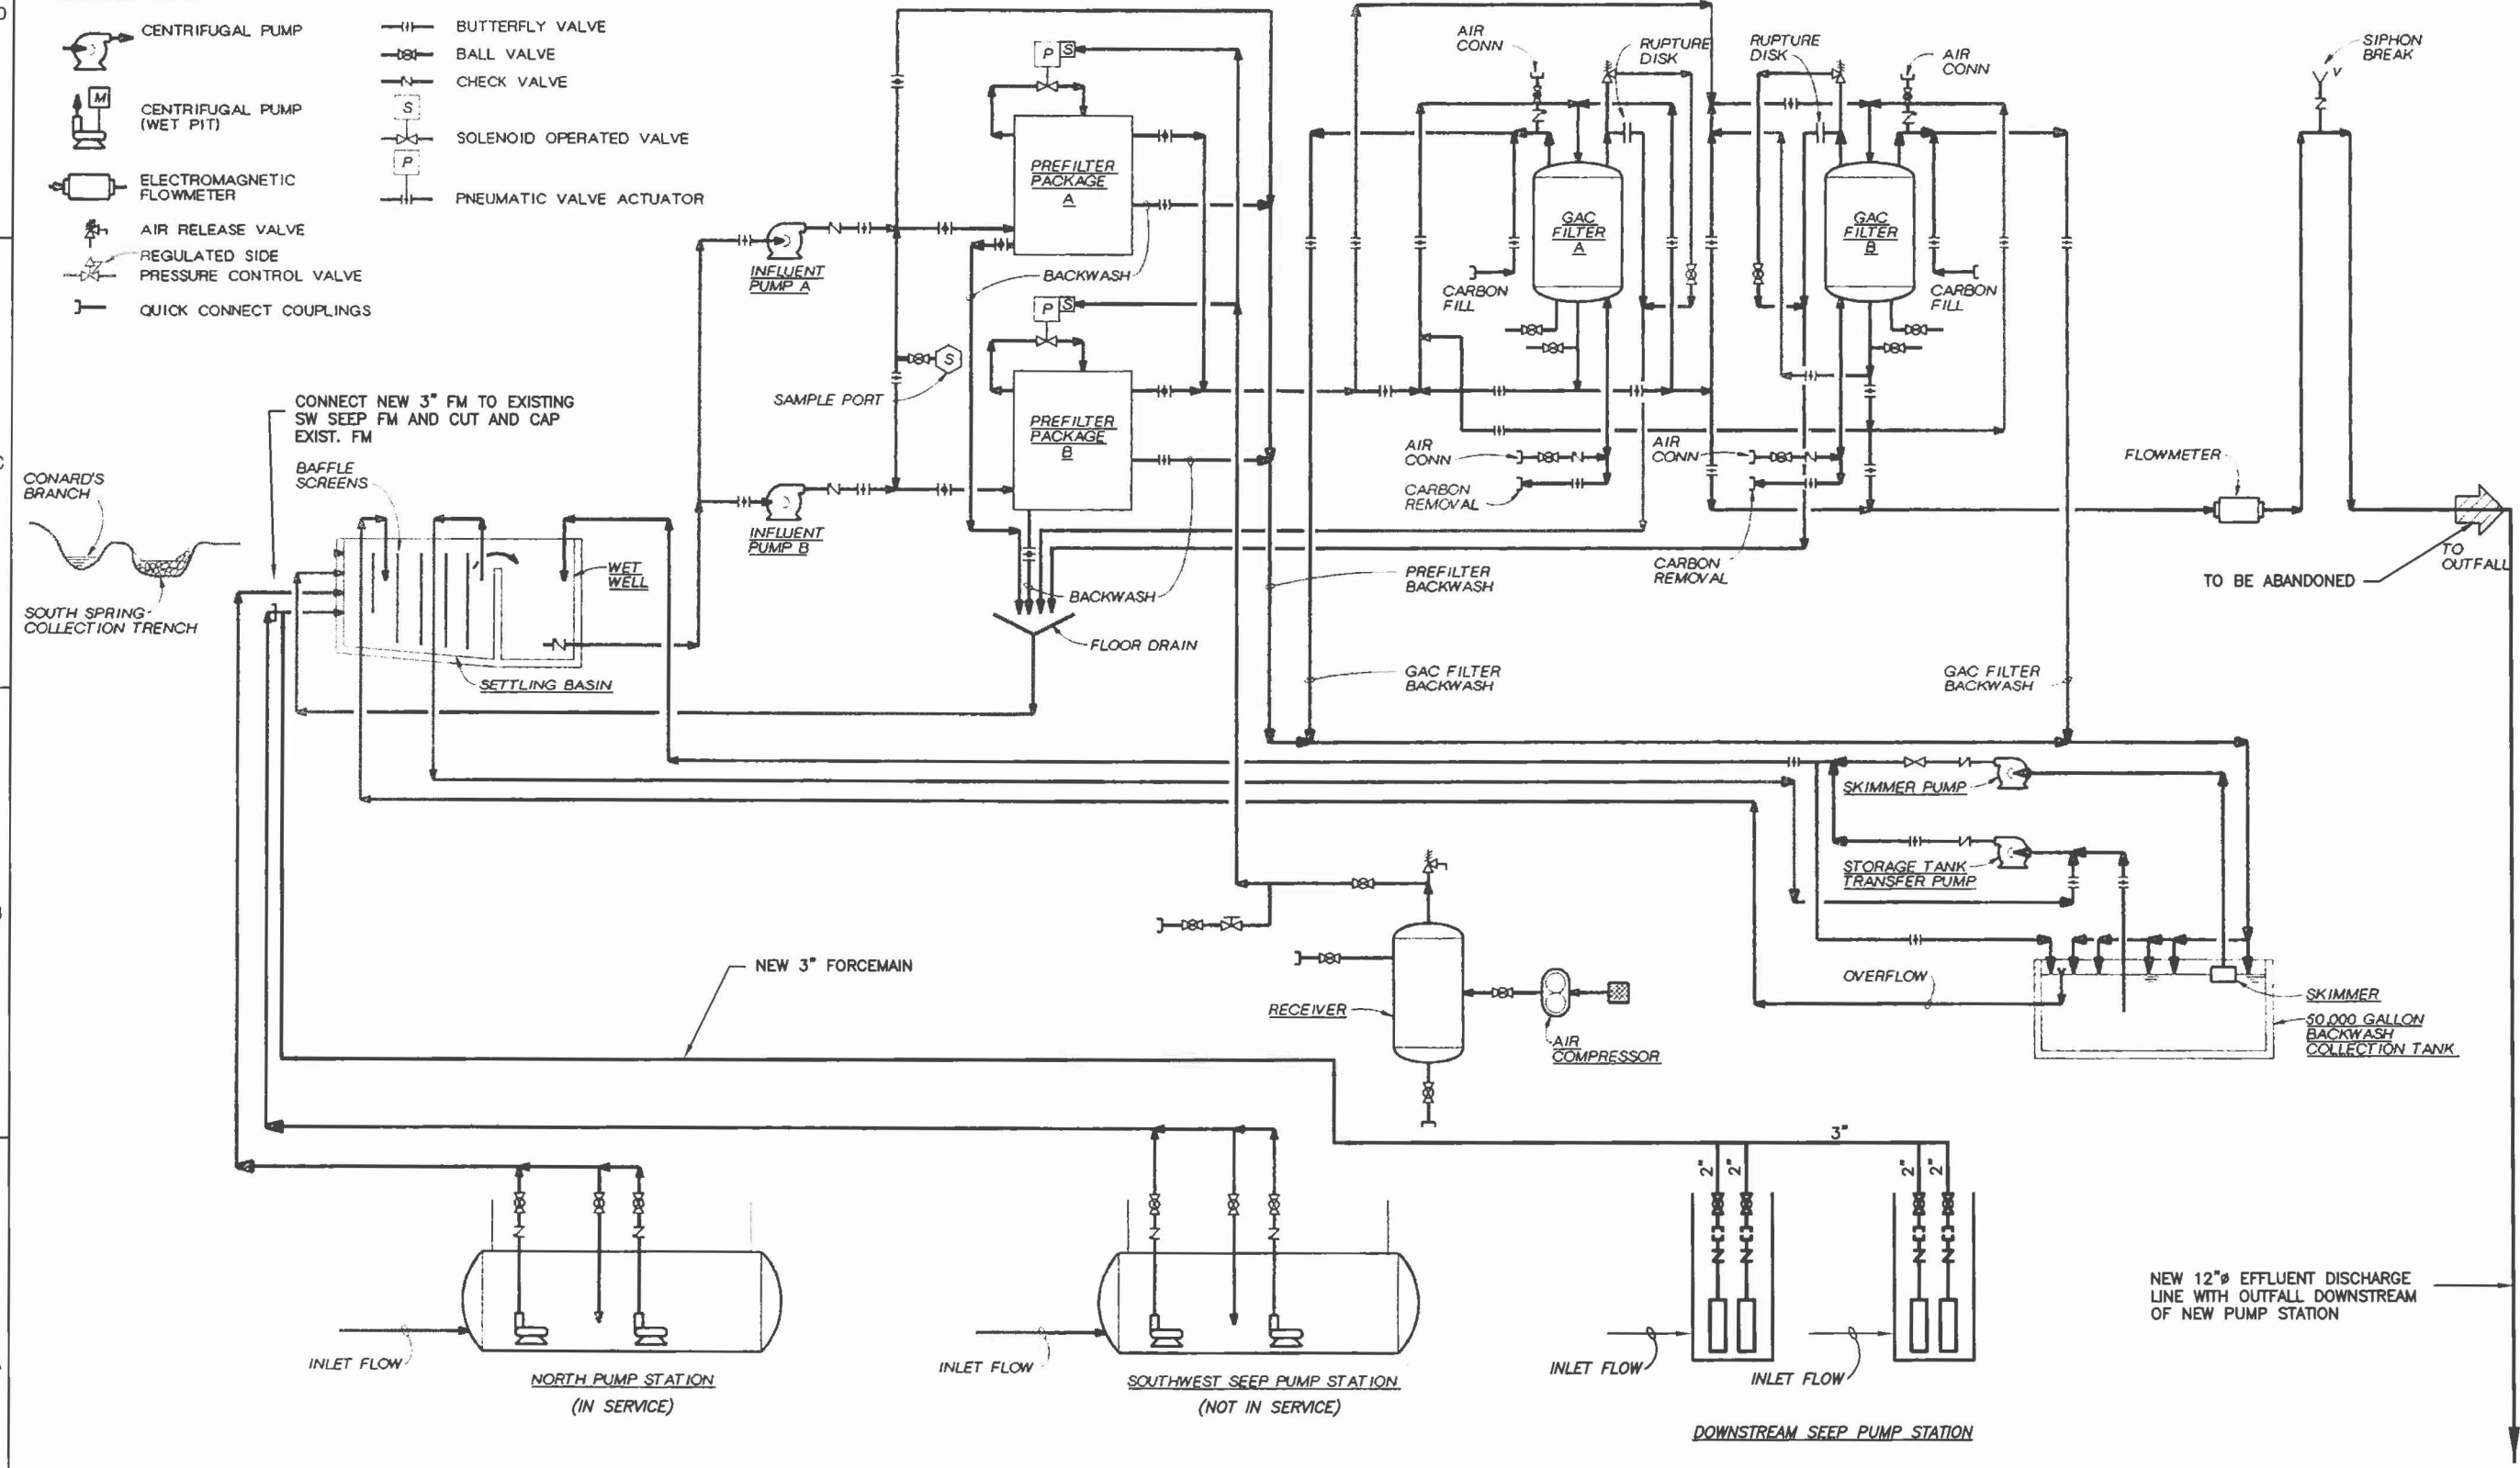 CENTRIFUGAL PUMP
M
CENTRIFUGAL PUMP
(WET PIT)
ELECTROMAGNETIC
FLOWMETER
AIR RELEASE VALVE
REGULATED SIDE
PRESSURE CONTROL VALVE
QUICK CONNECT COUPLINGS
BUTTERFLY VALVE
BALL VALVE
CHECK VALVE
S
SOLENOID OPERATED VALVE
P
PNEUMATIC VALVE ACTUATOR
P S
PREFILTER
PACKAGE
A
INFLUENT
PUMP A
BACKWASH
P S
S
SAMPLE PORT
PREFILTER
PACKAGE
B
INFLUENT
PUMP B
BACKWASH
FLOOR DRAIN
AIR
CONN
RUPTURE
DISK
RUPTURE
DISK
AIR
CONN
GAC
FILTER
A
GAC
FILTER
B
CARBON
FILL
CARBON
FILL
AIR
CONN
CARBON
REMOVAL
AIR
CONN
CARBON
REMOVAL
SIPHON
BREAK
V
FLOWMETER
TO
OUTFALL
TO BE ABANDONED
CONNECT NEW 3" FM TO EXISTING
SW SEEP FM AND CUT AND CAP
EXIST. FM
CONARD'S
BRANCH
BAFFLE
SCREENS
SOUTH SPRING
COLLECTION TRENCH
WET
WELL
SETTLING BASIN
PREFILTER
BACKWASH
GAC FILTER
BACKWASH
GAC FILTER
BACKWASH
SKIMMER PUMP
STORAGE TANK
TRANSFER PUMP
OVERFLOW
SKIMMER
50,000 GALLON
BACKWASH
COLLECTION TANK
RECEIVER
AIR
COMPRESSOR
NEW 3" FORCEMAIN
3"
2" 2" 2" 2"
INLET FLOW
NORTH PUMP STATION
(IN SERVICE)
INLET FLOW
SOUTHWEST SEEP PUMP STATION
(NOT IN SERVICE)
INLET FLOW
INLET FLOW
DOWNSTREAM SEEP PUMP STATION
NEW 12"ø EFFLUENT DISCHARGE
LINE WITH OUTFALL DOWNSTREAM
OF NEW PUMP STATION